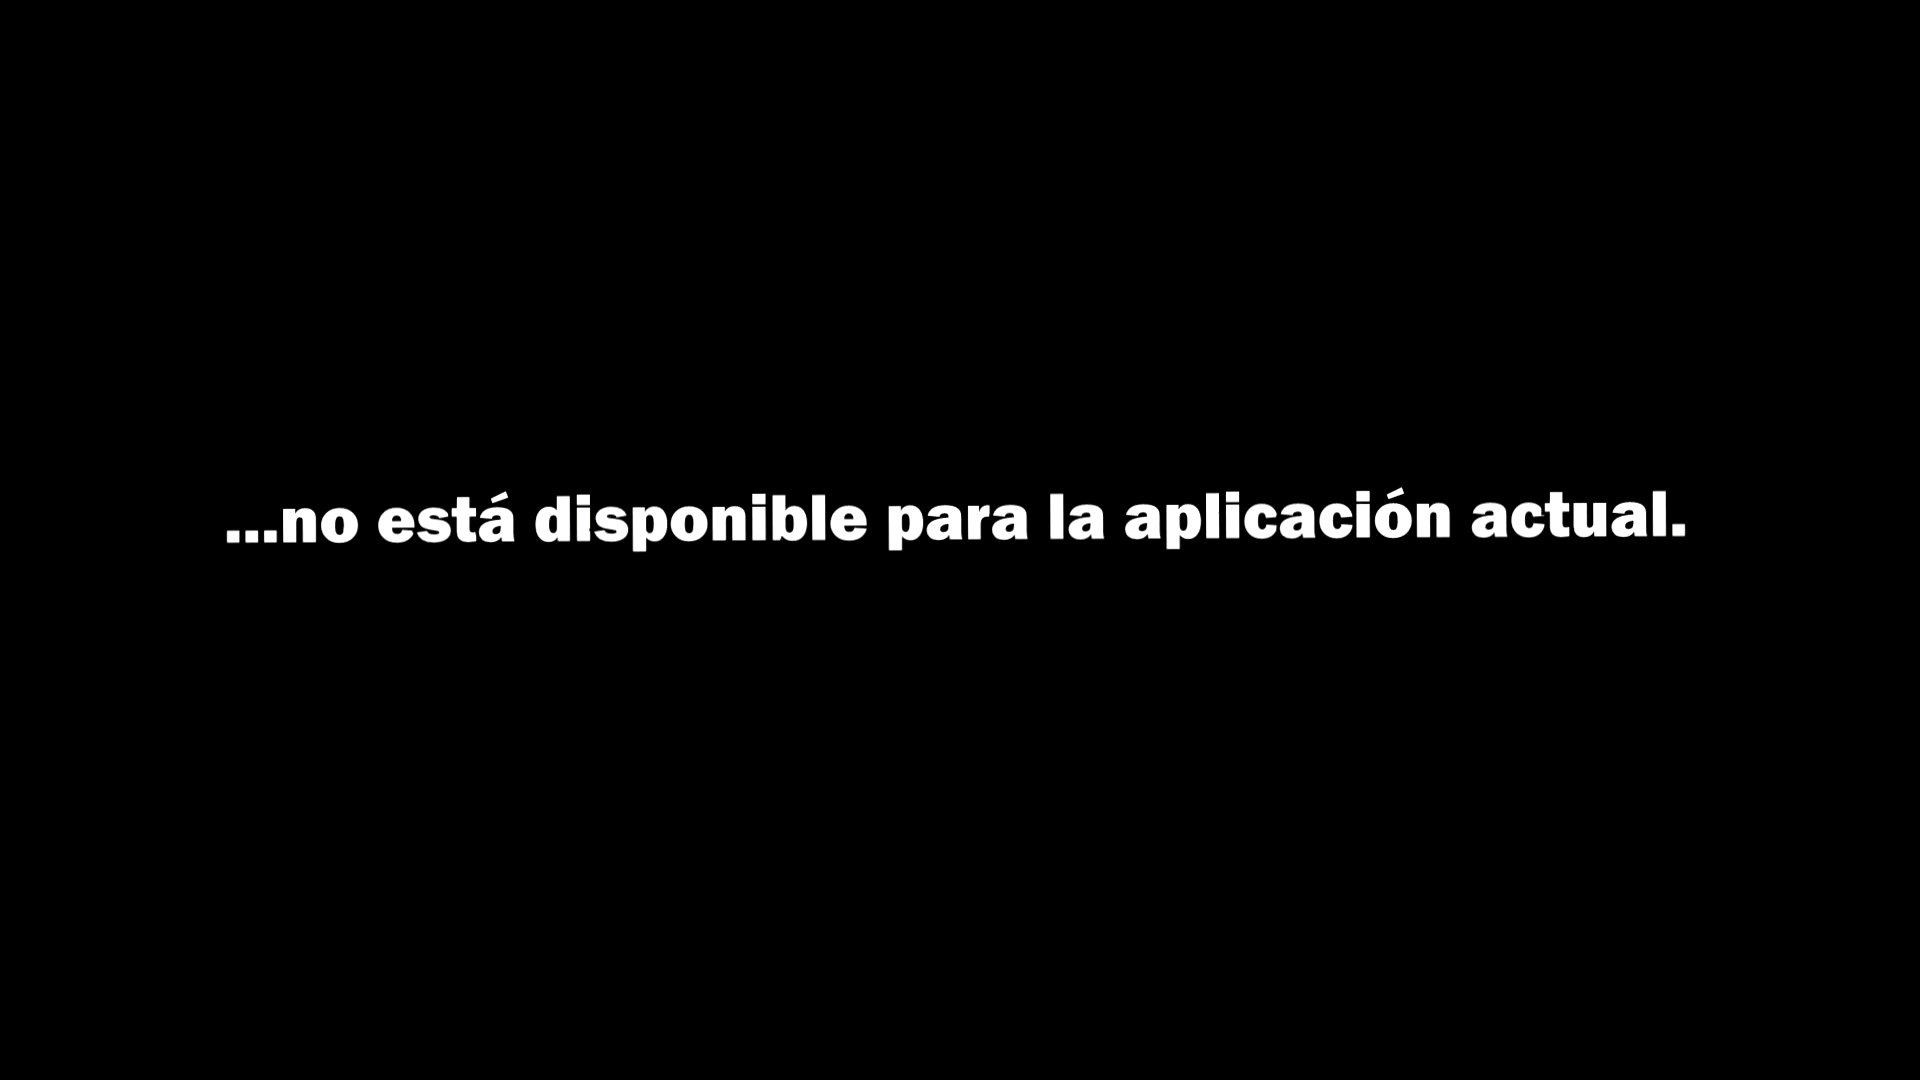 ...no está disponible para la aplicación actual.